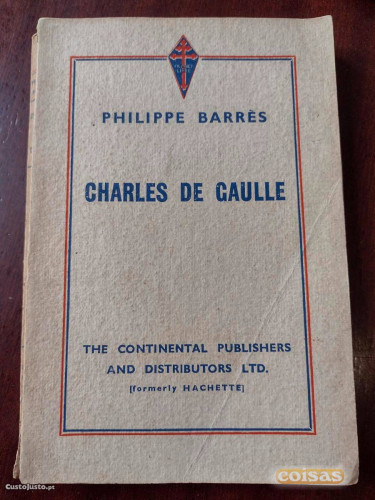 PHILIPPE BARRÈS
CHARLES DE GAULLE
THE CONTINENTAL PUBLISHERS
AND DISTRIBUTORS LTD.
[formerly HACHETTE]
CustoJusto.pt
coisas